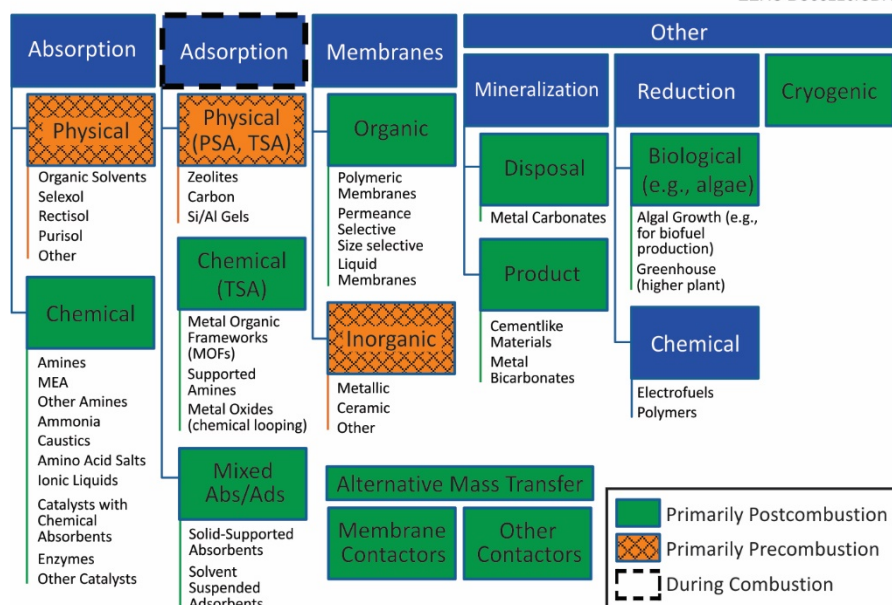 Absorption
Physical
Organic Solvents
Selexol
Rectisol
Purisol
Other
Chemical
Amines
MEA
Other Amines
Ammonia
Caustics
Amino Acid Salts
Ionic Liquids
Catalysts with
Chemical
Absorbents
Enzymes
Other Catalysts
Adsorption
Physical
(PSA, TSA)
Zeolites
Carbon
Si/Al Gels
Chemical
(TSA)
Metal Organic
Frameworks
(MOFs)
Supported
Amines
Metal Oxides
(chemical looping)
Mixed
Abs/Ads
Solid-Supported
Absorbents
Solvent
Suspended
Adsorbents
Membranes
Organic
Polymeric
Membranes
Permeance
Selective
Size selective
Liquid
Membranes
Inorganic
Metallic
Ceramic
Other
Other
Mineralization
Disposal
Metal Carbonates
Product
Cementlike
Materials
Metal
Bicarbonates
Reduction
Biological
(e.g., algae)
Algal Growth (e.g.,
for biofuel
production)
Greenhouse
(higher plant)
Chemical
Electrofuels
Polymers
Cryogenic
Alternative Mass Transfer
Membrane
Contactors
Other
Contactors
Primarily Postcombustion
Primarily Precombustion
During Combustion